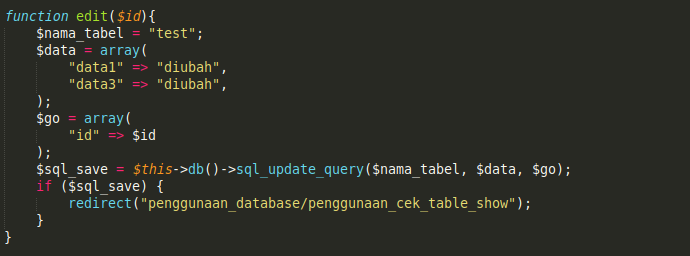 function edit($id){
    $nama_tabel = "test";
    $data = array(
        "data1" => "diubah",
        "data3" => "diubah",
    );
    $go = array(
        "id" => $id
    );
    $sql_save = $this->db()->sql_update_query($nama_tabel, $data, $go);
    if ($sql_save) {
        redirect("penggunaan_database/penggunaan_cek_table_show");
    }
}